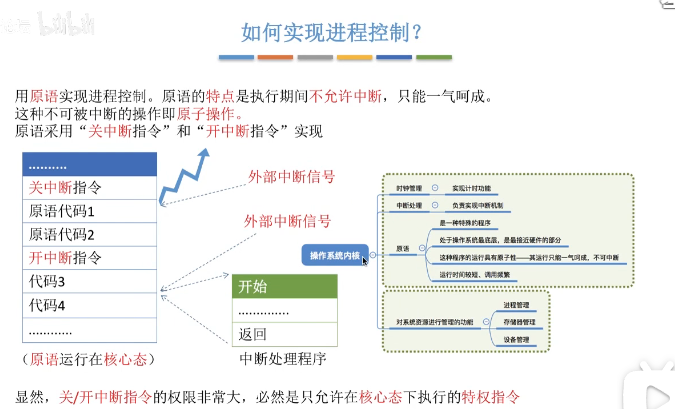 如何实现进程控制？
用原语实现进程控制。原语的特点是执行期间不允许中断，只能一气呵成。
这种不可被中断的操作即原子操作。
原语采用“关中断指令”和“开中断指令”实现
..........
关中断指令
原语代码1
原语代码2
开中断指令
代码3
代码4
............
（原语运行在核心态）
外部中断信号
外部中断信号
开始
..............
返回
中断处理程序
操作系统内核
时钟管理
实现计时功能
中断处理
负责实现中断机制
原语
是一种特殊的程序
处于操作系统最底层，是最接近硬件的部分
这种程序的运行具有原子性——其运行只能一气呵成，不可中断
运行时间较短、调用频繁
对系统资源进行管理的功能
进程管理
存储器管理
设备管理
显然，关/开中断指令的权限非常大，必然是只允许在核心态下执行的特权指令